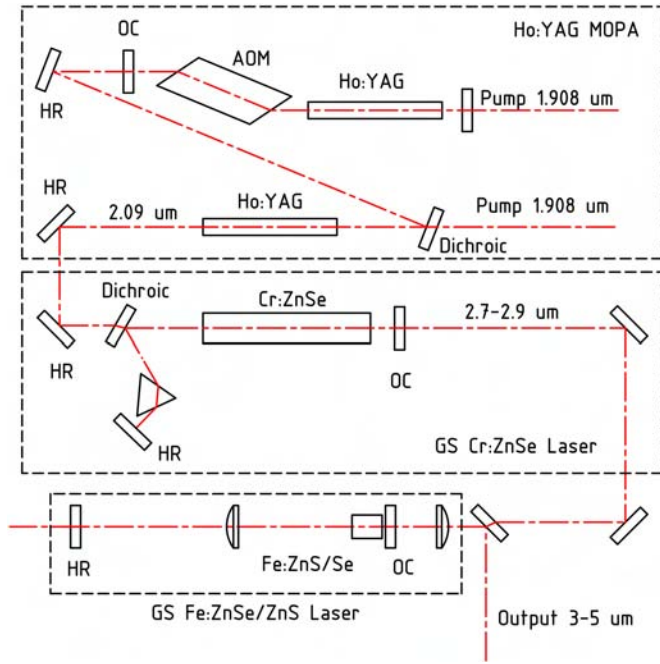 OC
Ho:YAG MOPA
AOM
Ho:YAG
Pump 1.908 um
HR
HR
2.09 um
Ho:YAG
Pump 1.908 um
Dichroic
Dichroic
Cr:ZnSe
2.7-2.9 um
HR
OC
HR
GS Cr:ZnSe Laser
HR
Fe:ZnS/Se
OC
GS Fe:ZnSe/ZnS Laser
Output 3-5 um